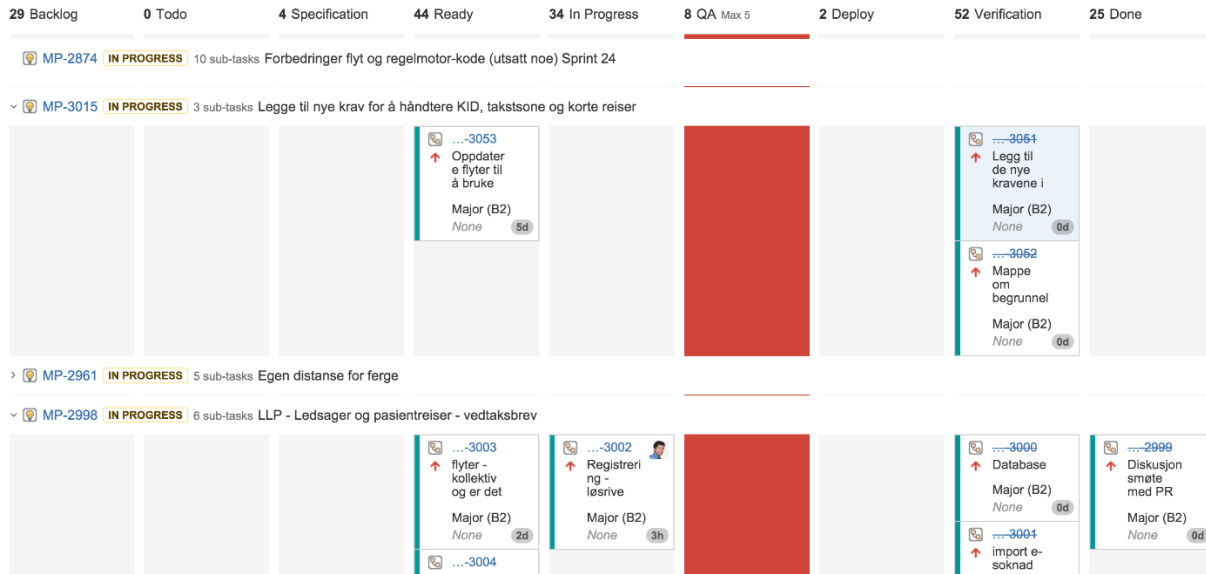 29 Backlog
0 Todo
4 Specification
44 Ready
34 In Progress
8 QA Max 5
2 Deploy
52 Verification
25 Done
MP-2874 IN PROGRESS 10 sub-tasks Forbedringer flyt og regelmotor-kode (utsatt noe) Sprint 24
MP-3015 IN PROGRESS 3 sub-tasks Legge til nye krav for å håndtere KID, takstsone og korte reiser
...-3053
Oppdater
e flyter til
å bruke
Major (B2)
None 5d
...-3051
Legg til
de nye
kravene i
Major (B2)
None 0d
...-3052
Mappe
om
begrunnel
Major (B2)
None 0d
MP-2961 IN PROGRESS 5 sub-tasks Egen distanse for ferge
MP-2998 IN PROGRESS 6 sub-tasks LLP - Ledsager og pasientreiser - vedtaksbrev
...-3003
flyter -
kollektiv
og er det
Major (B2)
None 2d
...-3004
...-3002
Registreri
ng -
løsrive
Major (B2)
None 3h
...-3000
Database
Major (B2)
None 0d
...-3001
import e-
soknad
...-2999
Diskusjon
smøte
med PR
Major (B2)
None 0d